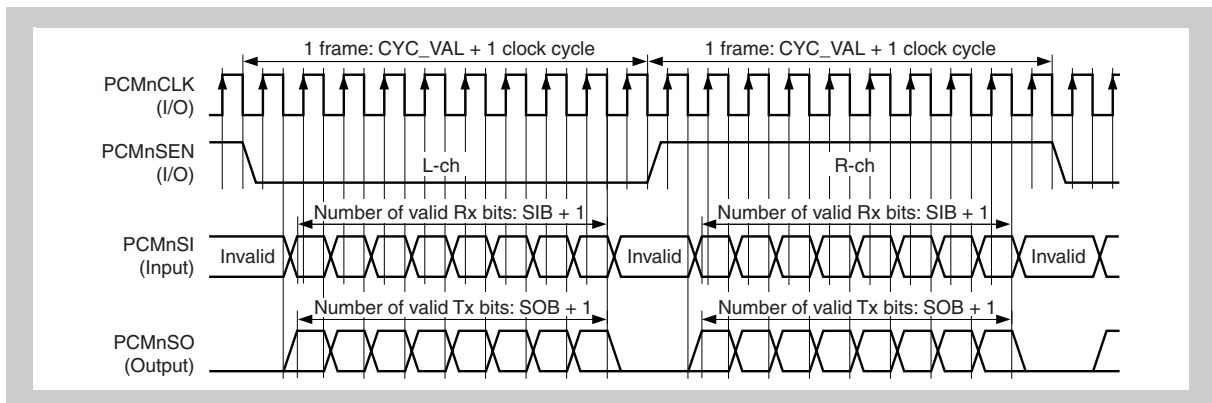 1 frame: CYC_VAL + 1 clock cycle 1 frame: CYC_VAL + 1 clock cycle
PCMnCLK
(I/O)
PCMnSEN
(I/O)
L-ch R-ch
Number of valid Rx bits: SIB + 1 Number of valid Rx bits: SIB + 1
PCMnSI
(Input)
Invalid Invalid Invalid
Number of valid Tx bits: SOB + 1 Number of valid Tx bits: SOB + 1
PCMnSO
(Output)